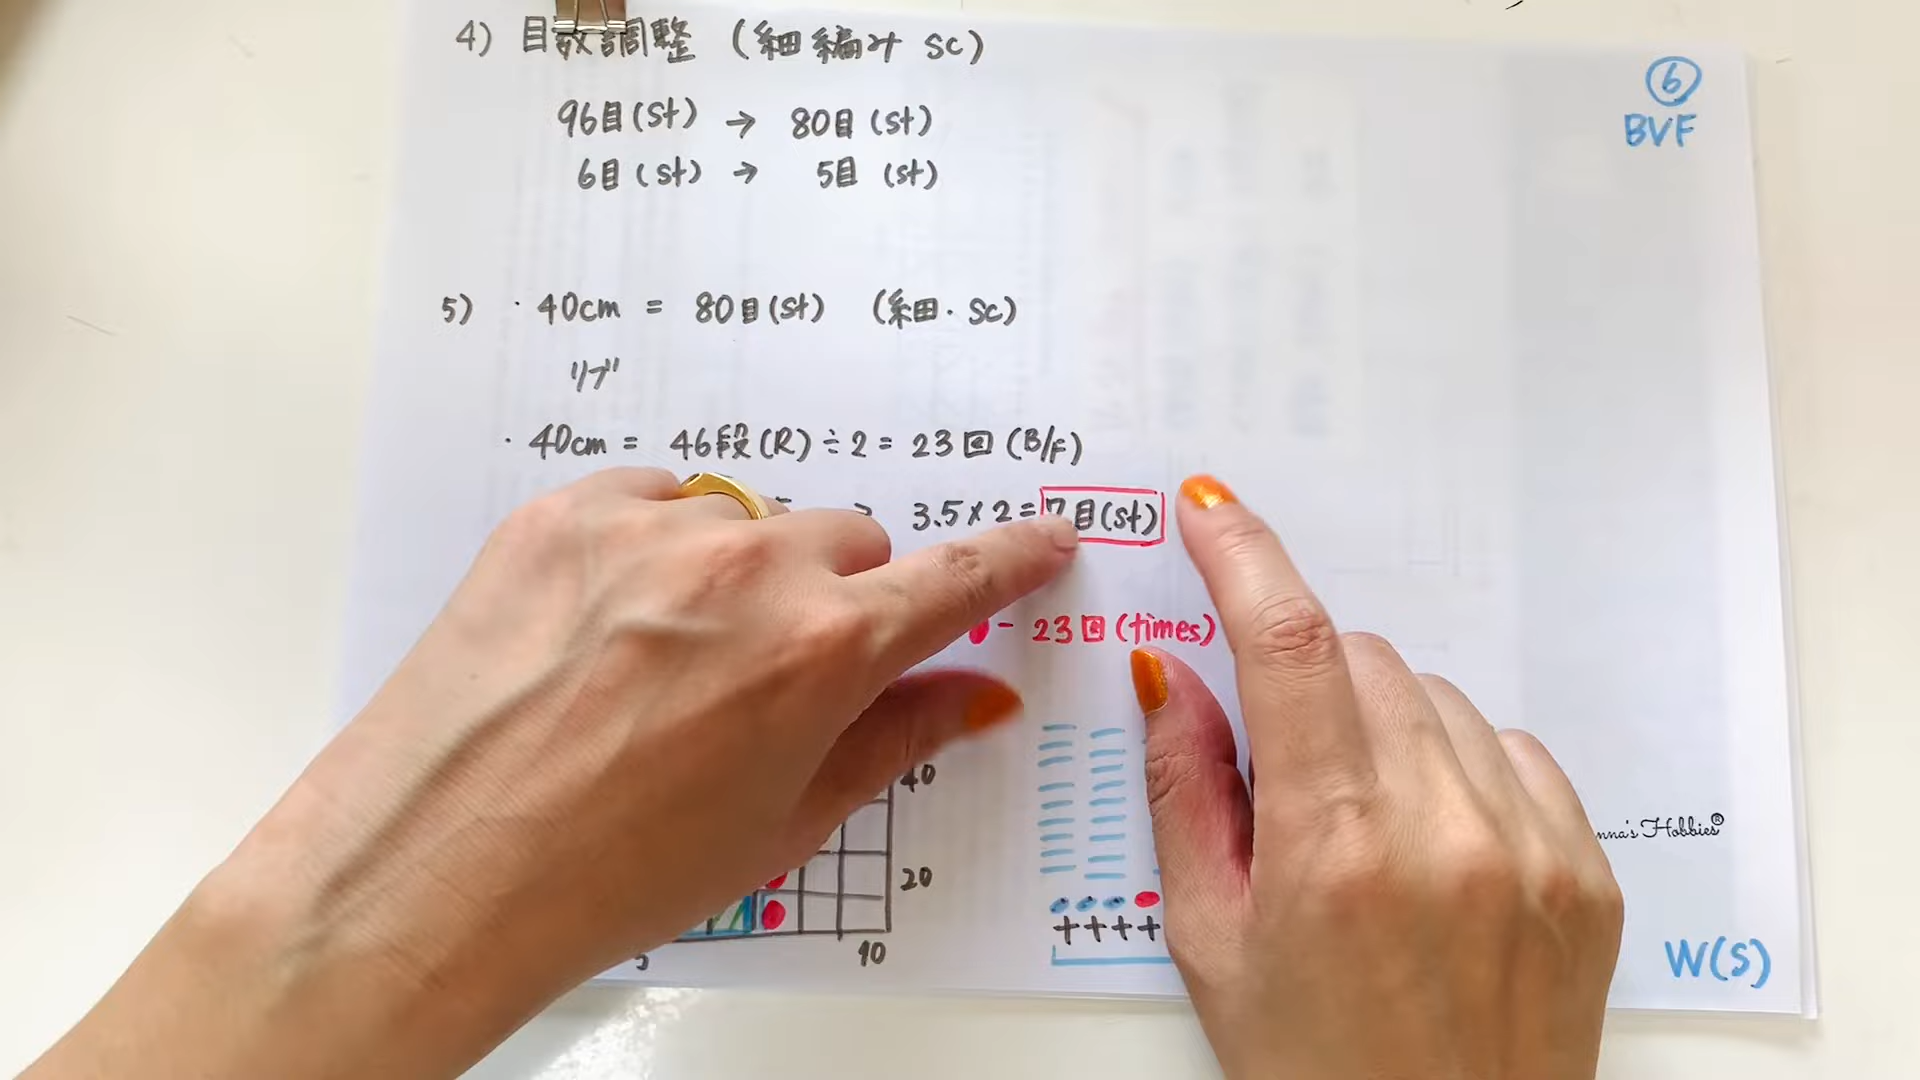 4) 目数調整 (細編み SC)
⑥
BVF
96目(St) → 80目(St)
6目(St) → 5目 (St)
5) ・40cm = 80目(St) (細・SC)
リブ
・40cm = 46段(R) ÷ 2 = 23回(B/F)
3.5 × 2 = 7目(St)
- 23回(times)
40
20
10
++++
Hobbies®
W(S)